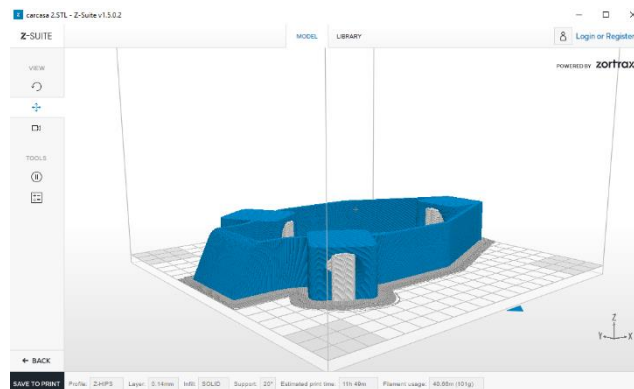 carcasa 2.STL - Z-Suite v1.5.0.2
Z-SUITE
MODEL
LIBRARY
Login or Register
POWERED BY zortrax
VIEW
TOOLS
Z
Y
X
BACK
SAVE TO PRINT
Profile: Z-HIPS Layer: 0.14mm Infill: SOLID Support: 20° Estimated print time: 11h 49m Filament usage: 48.68m (101g)